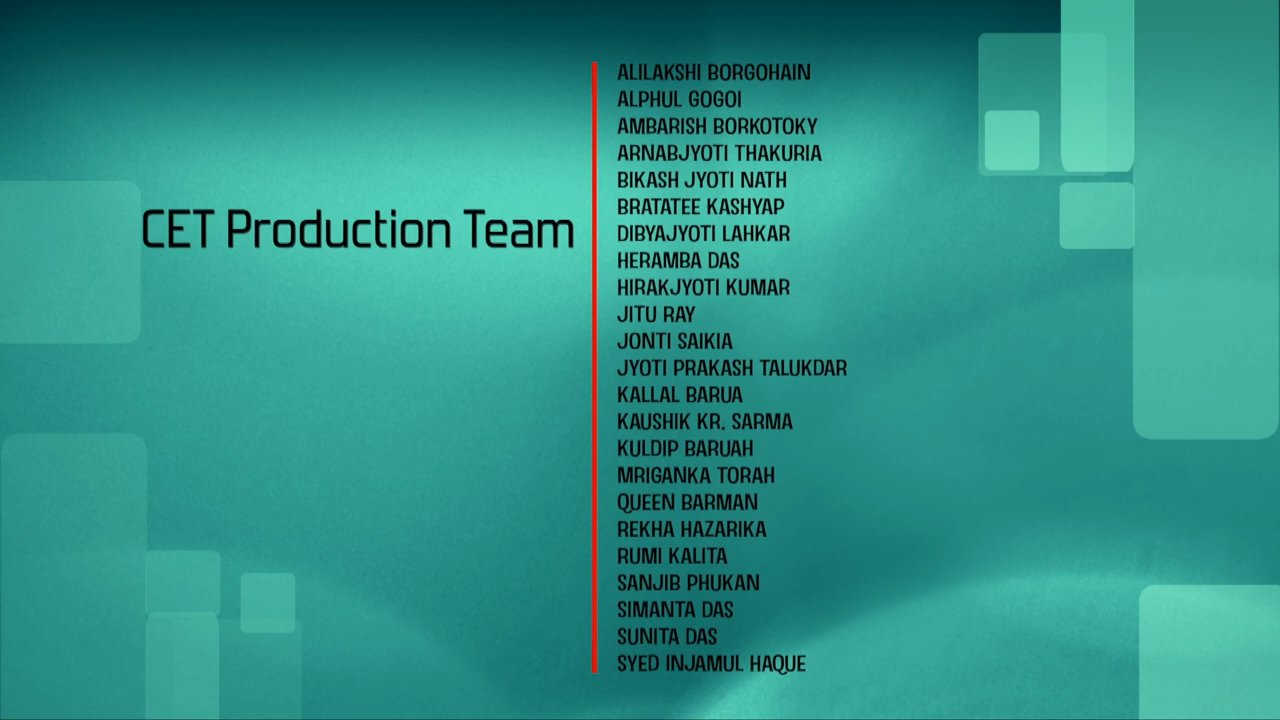 CET Production Team
ALILAKSHI BORGOHAIN
ALPHUL GOGOI
AMBARISH BORKOTOKY
ARNABJYOTI THAKURIA
BIKASH JYOTI NATH
BRATATEE KASHYAP
DIBYAJYOTI LAHKAR
HERAMBA DAS
HIRAKJYOTI KUMAR
JITU RAY
JONTI SAIKIA
JYOTI PRAKASH TALUKDAR
KALLAL BARUA
KAUSHIK KR. SARMA
KULDIP BARUAH
MRIGANKA TORAH
QUEEN BARMAN
REKHA HAZARIKA
RUMI KALITA
SANJIB PHUKAN
SIMANTA DAS
SUNITA DAS
SYED INJAMUL HAQUE